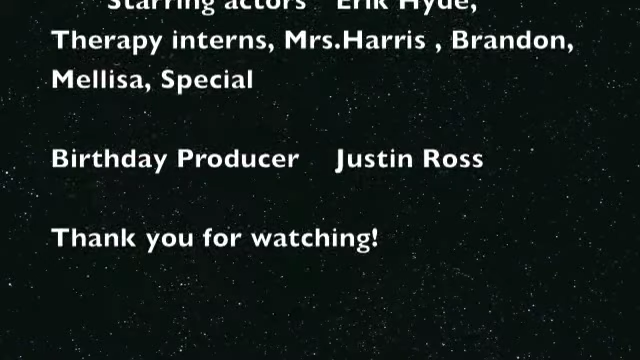 Starring actors Erik Hyde,
Therapy interns, Mrs.Harris , Brandon,
Mellisa, Special
Birthday Producer Justin Ross
Thank you for watching!